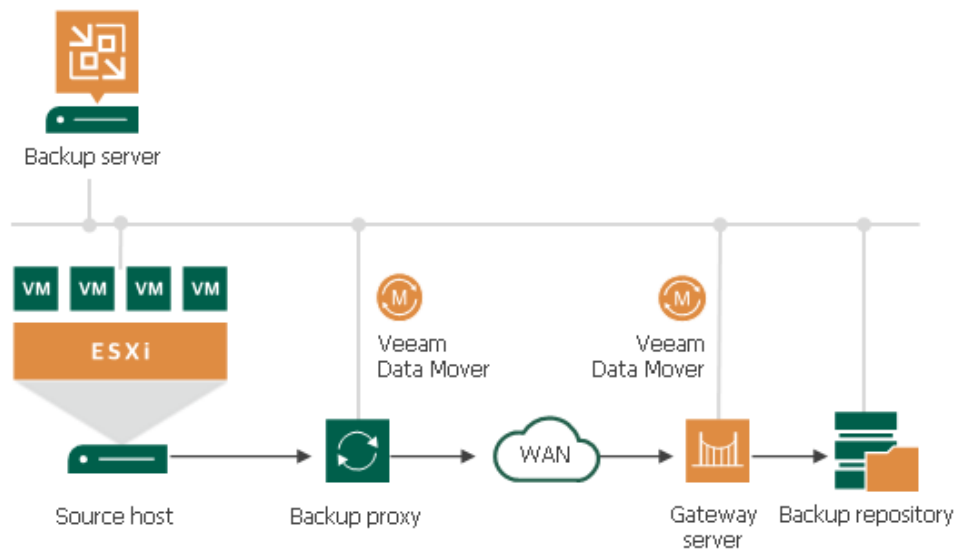 Backup server
VM VM VM VM
ESXi
M
Veeam
Data Mover
M
Veeam
Data Mover
WAN
Source host
Backup proxy
Gateway
server
Backup repository